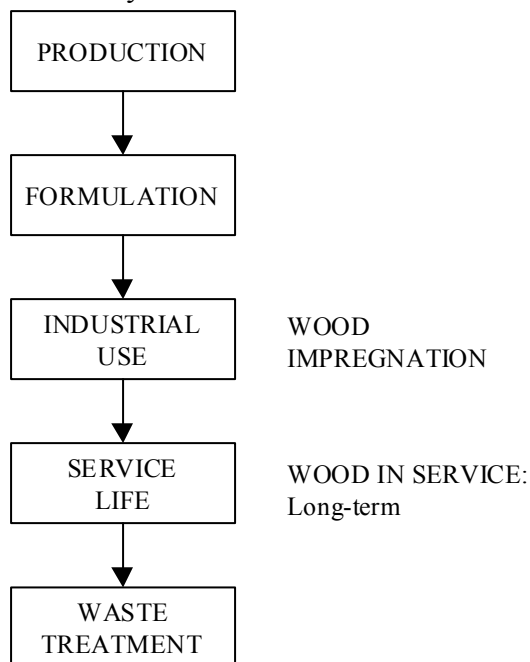 PRODUCTION
FORMULATION
INDUSTRIAL
USE
WOOD
IMPREGNATION
SERVICE
LIFE
WOOD IN SERVICE:
Long-term
WASTE
TREATMENT